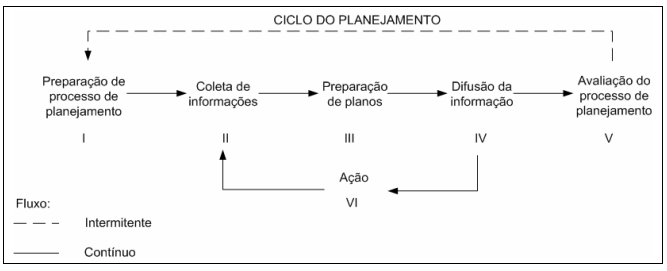 CICLO DO PLANEJAMENTO
Preparação de
processo de
planejamento
I
Coleta de
informações
II
Preparação
de planos
III
Difusão da
informação
IV
Avaliação do
processo de
planejamento
V
Ação
VI
Fluxo:
Intermitente
Contínuo